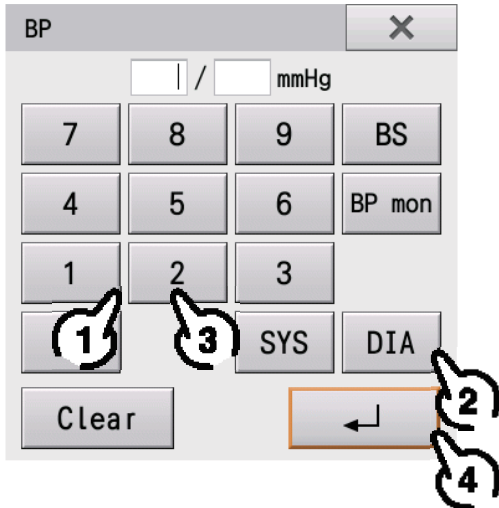 BP ×
/ mmHg
7 8 9 BS
4 5 6 BP mon
1 2 3
1 3 SYS DIA
2
Clear ↵
4